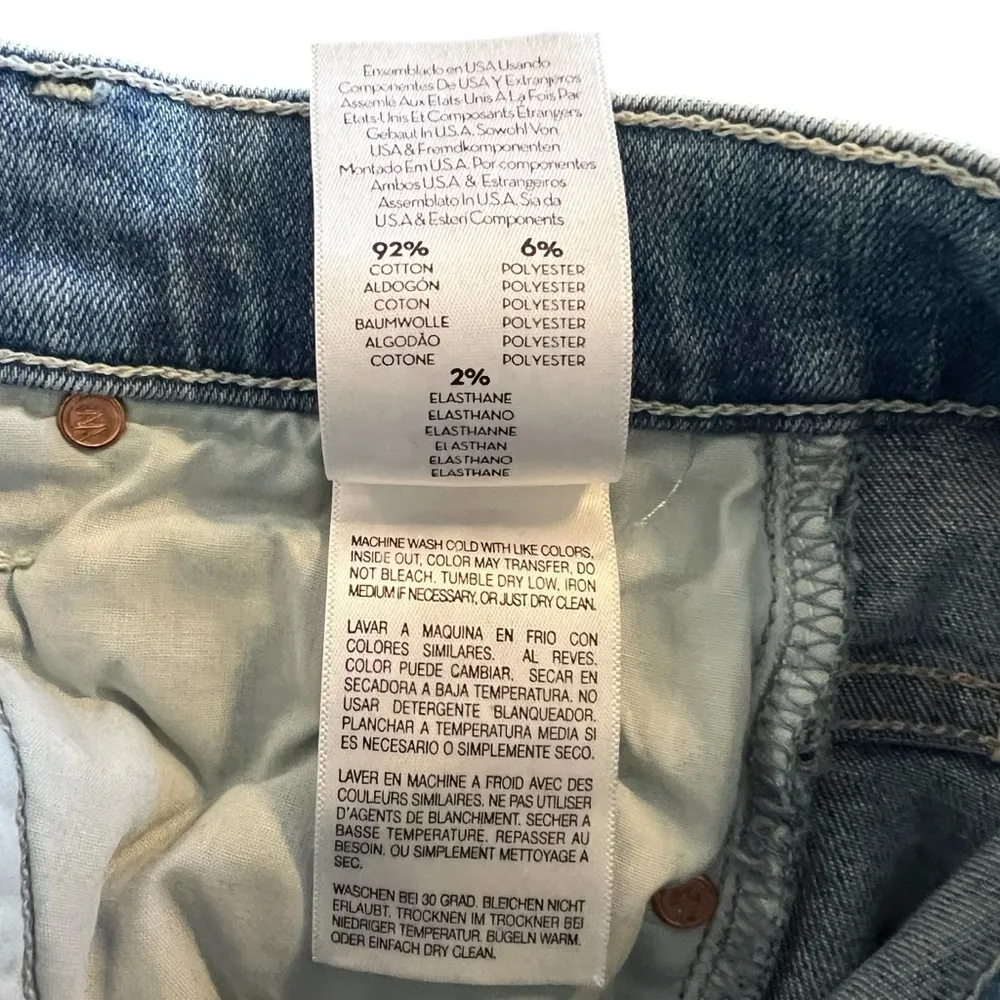 Ensamblado en USA Usando
Componentes De USA Y Extranjeros
Assemlé Aux Etats-Unis A La Fois Par
Etats-Unis Et Composants Etrangers
Gebaut In U.S.A. Sowohl Von
USA & Fremdkomponenten
Montado Em U.S.A. Por componentes
Ambos U.S.A & Estrangeiros
Assemblato In U.S.A. Sia da
U.S.A & Esteri Components
92% 6%
COTTON POLYESTER
ALDOGÓN POLYESTER
COTON POLYESTER
BAUMWOLLE POLYESTER
ALGODÃO POLYESTER
COTONE POLYESTER
2%
ELASTHANE
ELASTHANO
ELASTHANNE
ELASTHAN
ELASTHANO
ELASTHANE
MACHINE WASH COLD WITH LIKE COLORS,
INSIDE OUT, COLOR MAY TRANSFER, DO
NOT BLEACH. TUMBLE DRY LOW, IRON
MEDIUM IF NECESSARY, OR JUST DRY CLEAN.
LAVAR A MAQUINA EN FRIO CON
COLORES SIMILARES. AL REVES.
COLOR PUEDE CAMBIAR. SECAR EN
SECADORA A BAJA TEMPERATURA. NO
USAR DETERGENTE BLANQUEADOR.
PLANCHAR A TEMPERATURA MEDIA SI
ES NECESARIO O SIMPLEMENTE SECO.
LAVER EN MACHINE A FROID AVEC DES
COULEURS SIMILAIRES. NE PAS UTILISER
D'AGENTS DE BLANCHIMENT. SECHER A
BASSE TEMPERATURE. REPASSER AU
BESOIN. OU SIMPLEMENT METTOYAGE A
SEC.
WASCHEN BEI 30 GRAD. BLEICHEN NICHT
ERLAUBT. TROCKNEN IM TROCKNER BEI
NIEDRIGER TEMPERATUR. BÜGELN WARM.
ODER EINFACH DRY CLEAN.